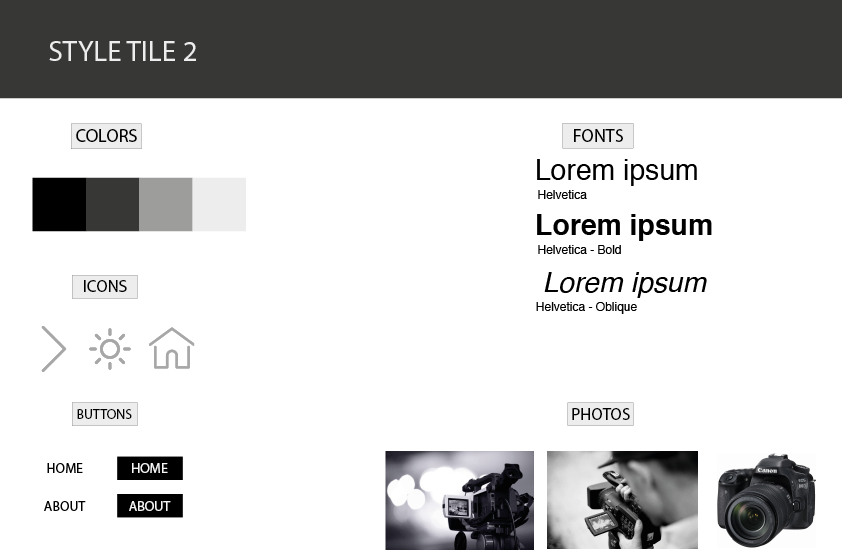 STYLE TILE 2
COLORS
ICONS
BUTTONS
HOME HOME
ABOUT ABOUT
FONTS
Lorem ipsum
Helvetica
Lorem ipsum
Helvetica - Bold
Lorem ipsum
Helvetica - Oblique
PHOTOS
Canon